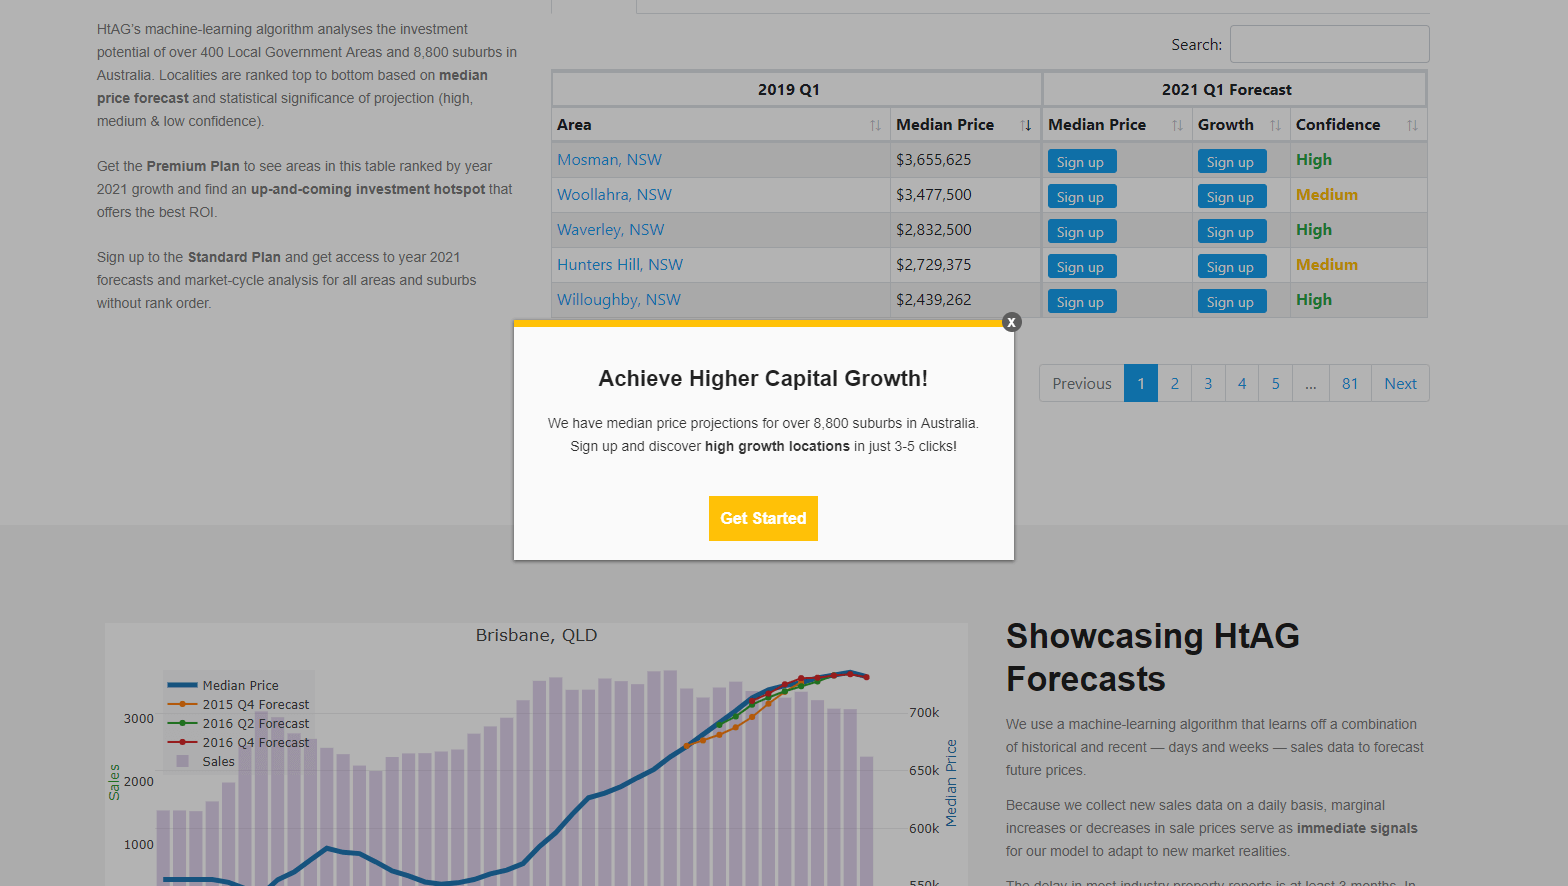 HtAG's machine-learning algorithm analyses the investment
potential of over 400 Local Government Areas and 8,800 suburbs in
Australia. Localities are ranked top to bottom based on median
price forecast and statistical significance of projection (high,
medium & low confidence).
Get the Premium Plan to see areas in this table ranked by year
2021 growth and find an up-and-coming investment hotspot that
offers the best ROI.
Sign up to the Standard Plan and get access to year 2021
forecasts and market-cycle analysis for all areas and suburbs
without rank order.
Search:
2019 Q1 2021 Q1 Forecast
Area Median Price Median Price Growth Confidence
Mosman, NSW $3,655,625 Sign up Sign up High
Woollahra, NSW $3,477,500 Sign up Sign up Medium
Waverley, NSW $2,832,500 Sign up Sign up High
Hunters Hill, NSW $2,729,375 Sign up Sign up Medium
Willoughby, NSW $2,439,262 Sign up Sign up High
Previous 1 2 3 4 5 ... 81 Next
X
Achieve Higher Capital Growth!
We have median price projections for over 8,800 suburbs in Australia.
Sign up and discover high growth locations in just 3-5 clicks!
Get Started
Brisbane, QLD
Median Price
2015 Q4 Forecast
2016 Q2 Forecast
2016 Q4 Forecast
Sales
3000
2000
1000
Sales
700k
650k
600k
550k
Median Price
Showcasing HtAG
Forecasts
We use a machine-learning algorithm that learns off a combination
of historical and recent — days and weeks — sales data to forecast
future prices.
Because we collect new sales data on a daily basis, marginal
increases or decreases in sale prices serve as immediate signals
for our model to adapt to new market realities.
The delay in most industry property reports is at least 3 months. In